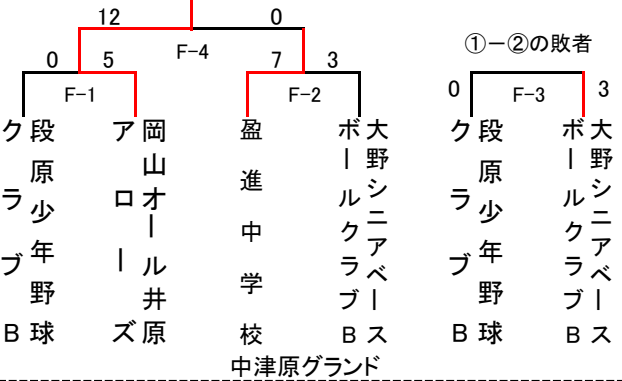 12 0
F-4
①-②の敗者
0 5 7 3
0 3
F-1 F-2 F-3
段原少年野球
クラブB
岡山オール井原
アローズ
盈進中学校
大野シニアベース
ボールクラブB
段原少年野球
クラブB
大野シニアベース
ボールクラブB
中津原グランド